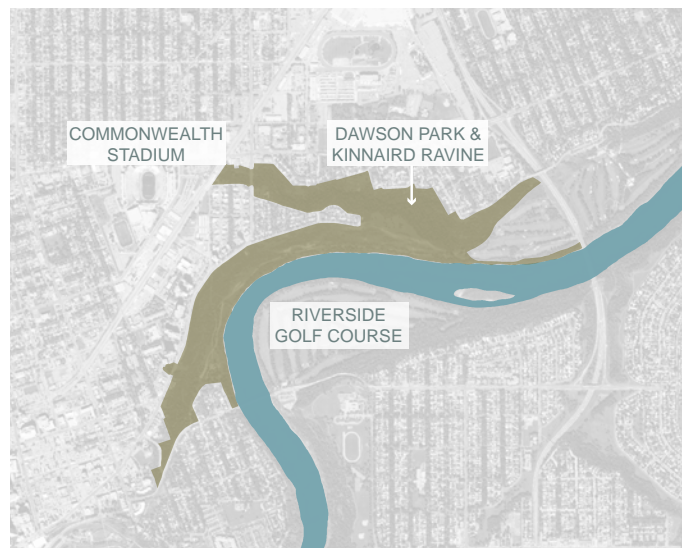 COMMONWEALTH
STADIUM
DAWSON PARK &
KINNAIRD RAVINE
RIVERSIDE
GOLF COURSE